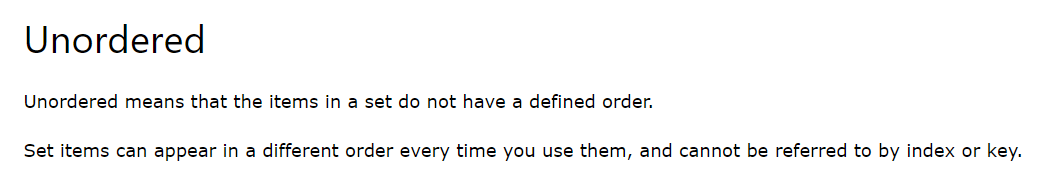 Unordered
Unordered means that the items in a set do not have a defined order.
Set items can appear in a different order every time you use them, and cannot be referred to by index or key.